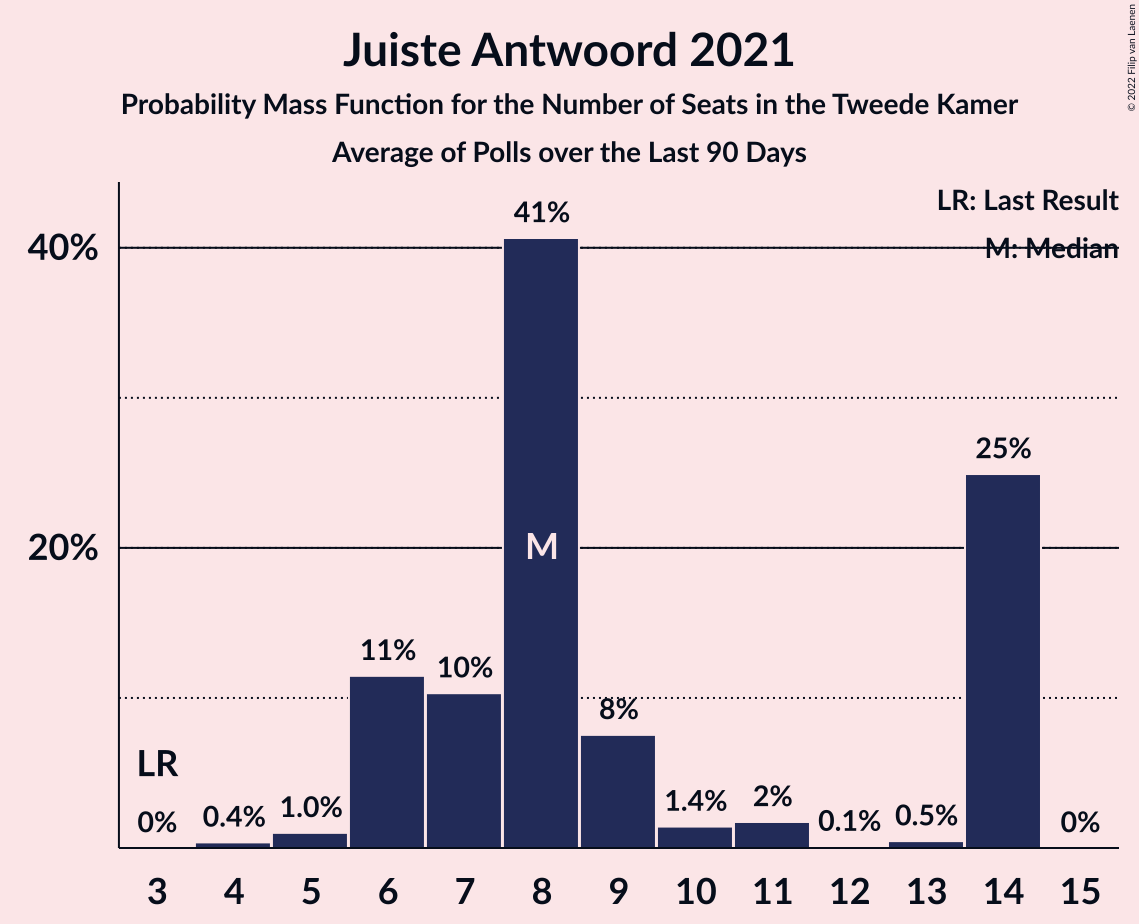 Juiste Antwoord 2021
Probability Mass Function for the Number of Seats in the Tweede Kamer
Average of Polls over the Last 90 Days
© 2022 Filip van Laenen
LR: Last Result
M: Median
40%
20%
41%
25%
M
11%
10%
8%
LR
0%
0.4%
1.0%
1.4%
2%
0.1%
0.5%
0%
3 4 5 6 7 8 9 10 11 12 13 14 15